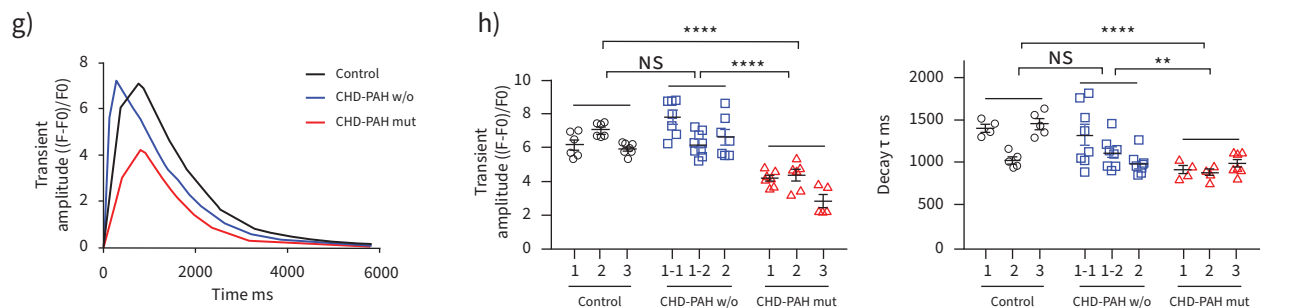 g)
Transient
amplitude ((F-F0)/F0)
8
6
4
2
0
0
2000
4000
6000
Time ms
Control
CHD-PAH w/o
CHD-PAH mut
h)
Transient
amplitude ((F-F0)/F0)
10
8
6
4
2
0
****
NS
****
1 2 3 1-1 1-2 2 1 2 3
Control CHD-PAH w/o CHD-PAH mut
Decay τ ms
2000
1500
1000
500
0
****
NS
**
1 2 3 1-1 1-2 2 1 2 3
Control CHD-PAH w/o CHD-PAH mut